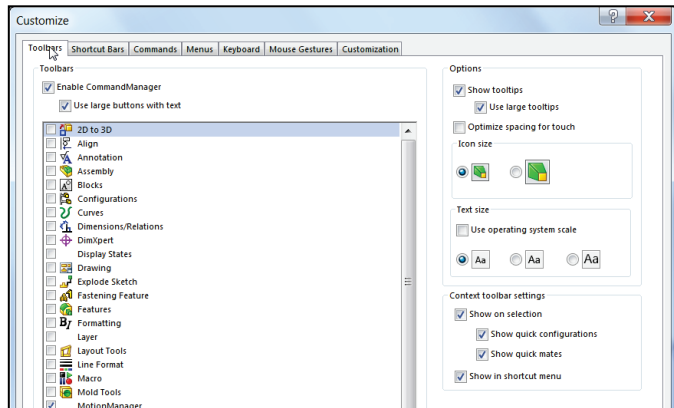 Customize
Toolbars Shortcut Bars Commands Menus Keyboard Mouse Gestures Customization
Toolbars
Enable CommandManager
Use large buttons with text
2D to 3D
Align
Annotation
Assembly
Blocks
Configurations
Curves
Dimensions/Relations
DimXpert
Display States
Drawing
Explode Sketch
Fastening Feature
Features
Formatting
Layer
Layout Tools
Line Format
Macro
Mold Tools
MotionManager
Options
Show tooltips
Use large tooltips
Optimize spacing for touch
Icon size
Text size
Use operating system scale
Aa Aa Aa
Context toolbar settings
Show on selection
Show quick configurations
Show quick mates
Show in shortcut menu